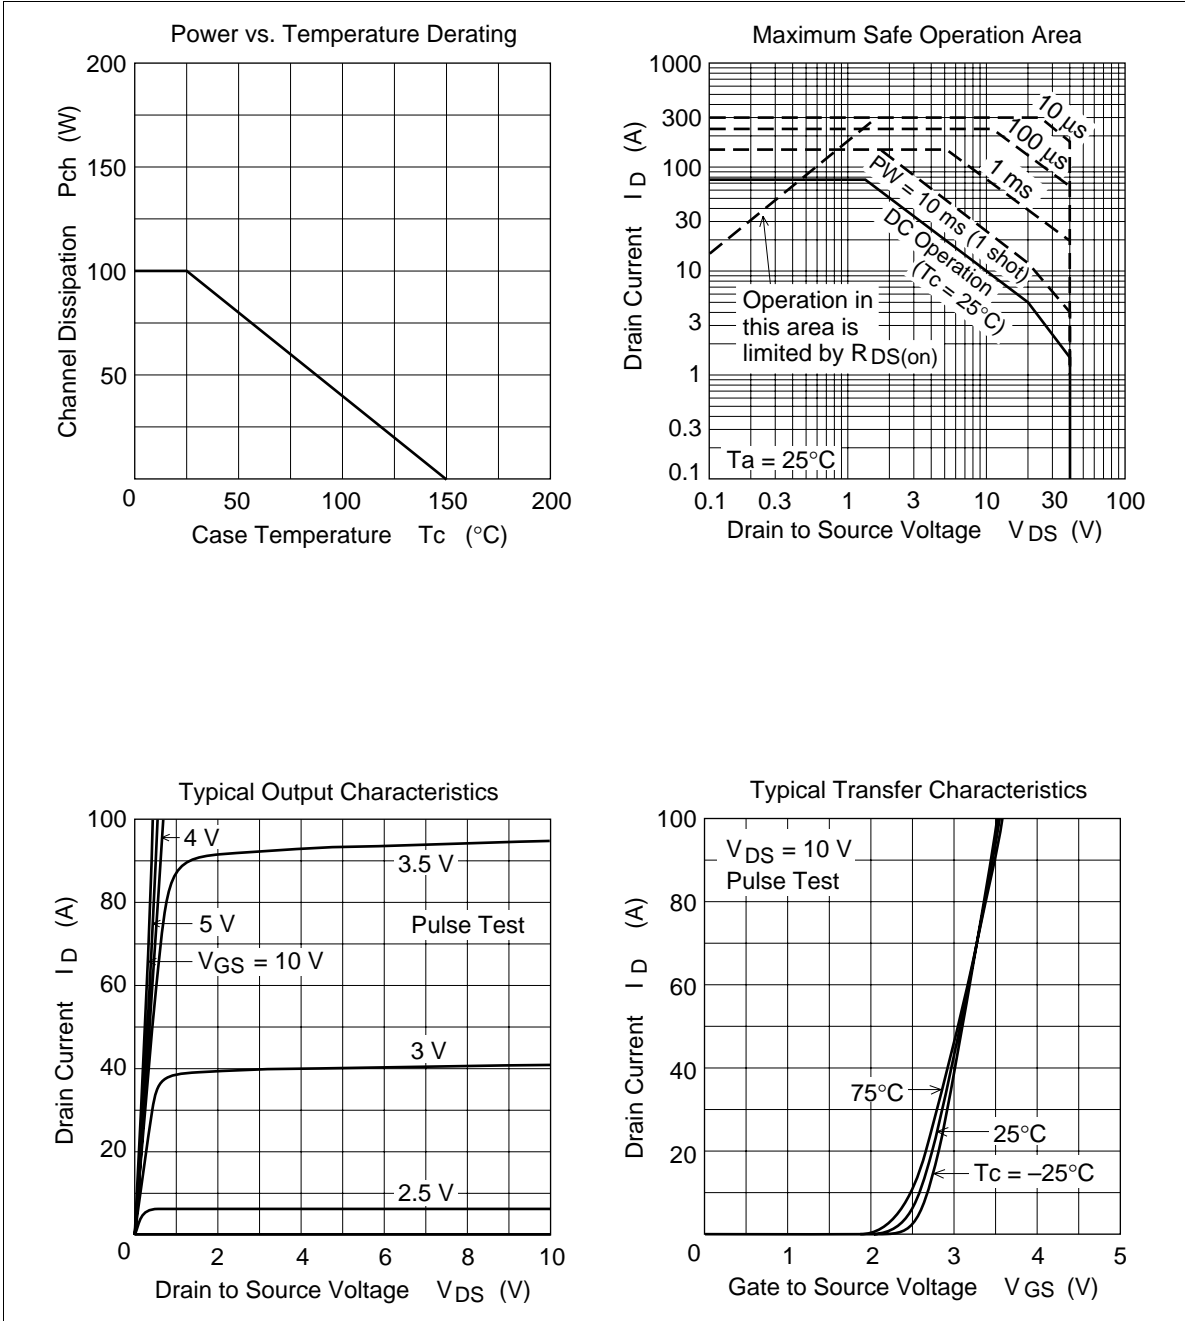 Power vs. Temperature Derating
Channel Dissipation Pch (W)
200
150
100
50
0 50 100 150 200
Case Temperature Tc (°C)
Maximum Safe Operation Area
Drain Current I D (A)
1000
300
100
30
10
3
1
0.3
0.1
10 µs
100 µs
1 ms
PW = 10 ms (1 shot)
DC Operation
(Tc = 25°C)
Operation in
this area is
limited by R DS(on)
Ta = 25°C
0.1 0.3 1 3 10 30 100
Drain to Source Voltage V DS (V)
Typical Output Characteristics
Drain Current I D (A)
100
80
60
40
20
4 V
3.5 V
5 V
Pulse Test
VGS = 10 V
3 V
2.5 V
0 2 4 6 8 10
Drain to Source Voltage V DS (V)
Typical Transfer Characteristics
Drain Current I D (A)
100
80
60
40
20
V DS = 10 V
Pulse Test
75°C
25°C
Tc = –25°C
0 1 2 3 4 5
Gate to Source Voltage V GS (V)